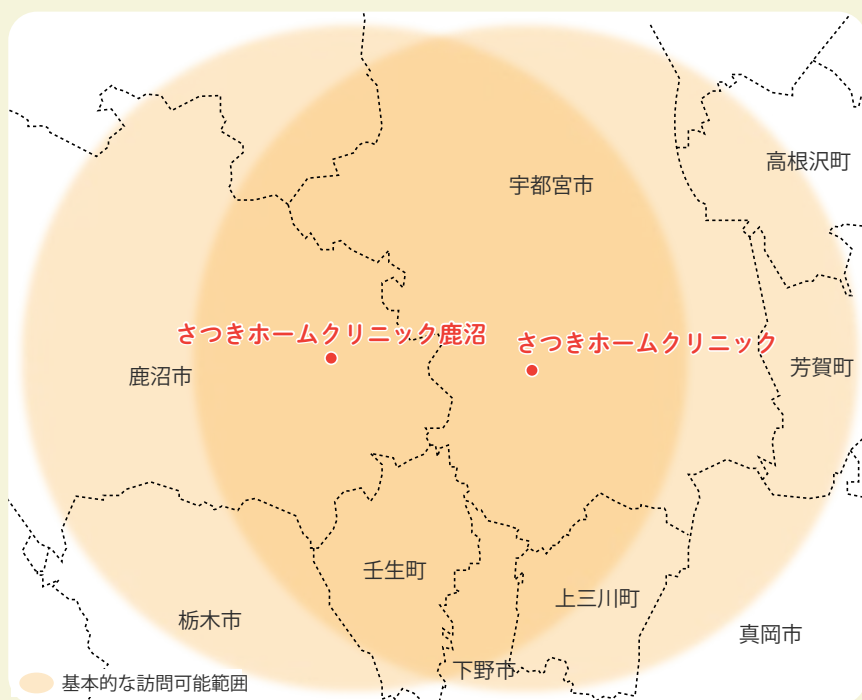 高根沢町
宇都宮市
さつきホームクリニック鹿沼
さつきホームクリニック
鹿沼市
芳賀町
壬生町
上三川町
栃木市
真岡市
下野市
基本的な訪問可能範囲